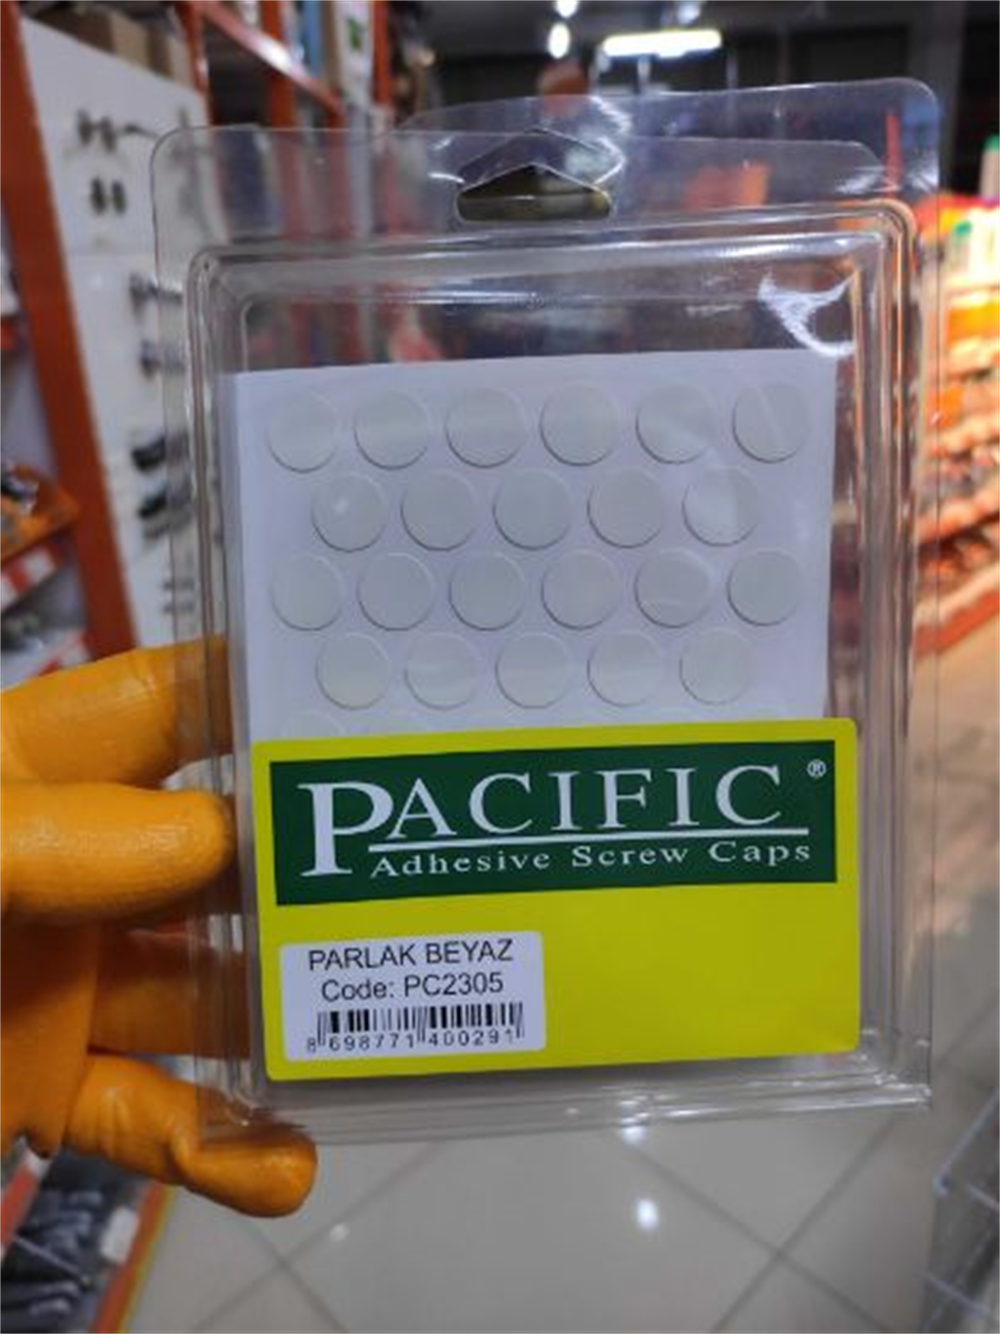 PACIFIC®
Adhesive Screw Caps
PARLAK BEYAZ
Code: PC2305
8 698771 400291